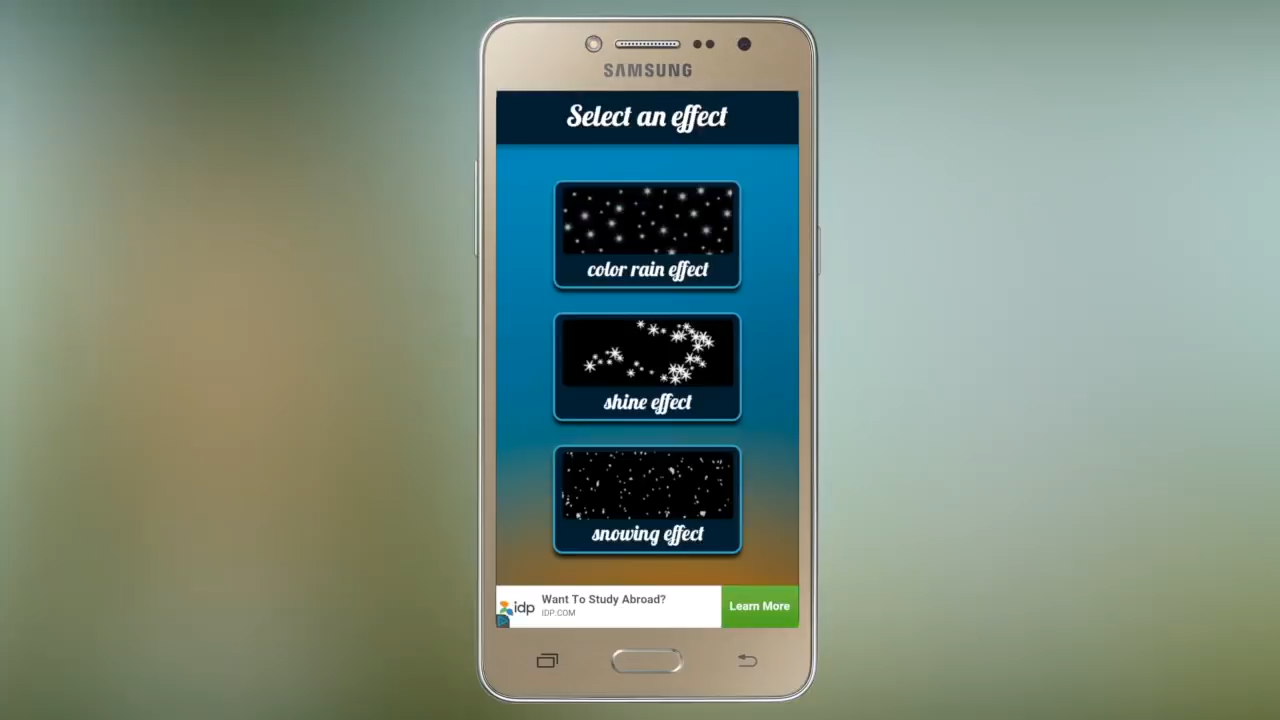 SAMSUNG
Select an effect
color rain effect
shine effect
snowing effect
idp
Want To Study Abroad?
IDP.COM
Learn More